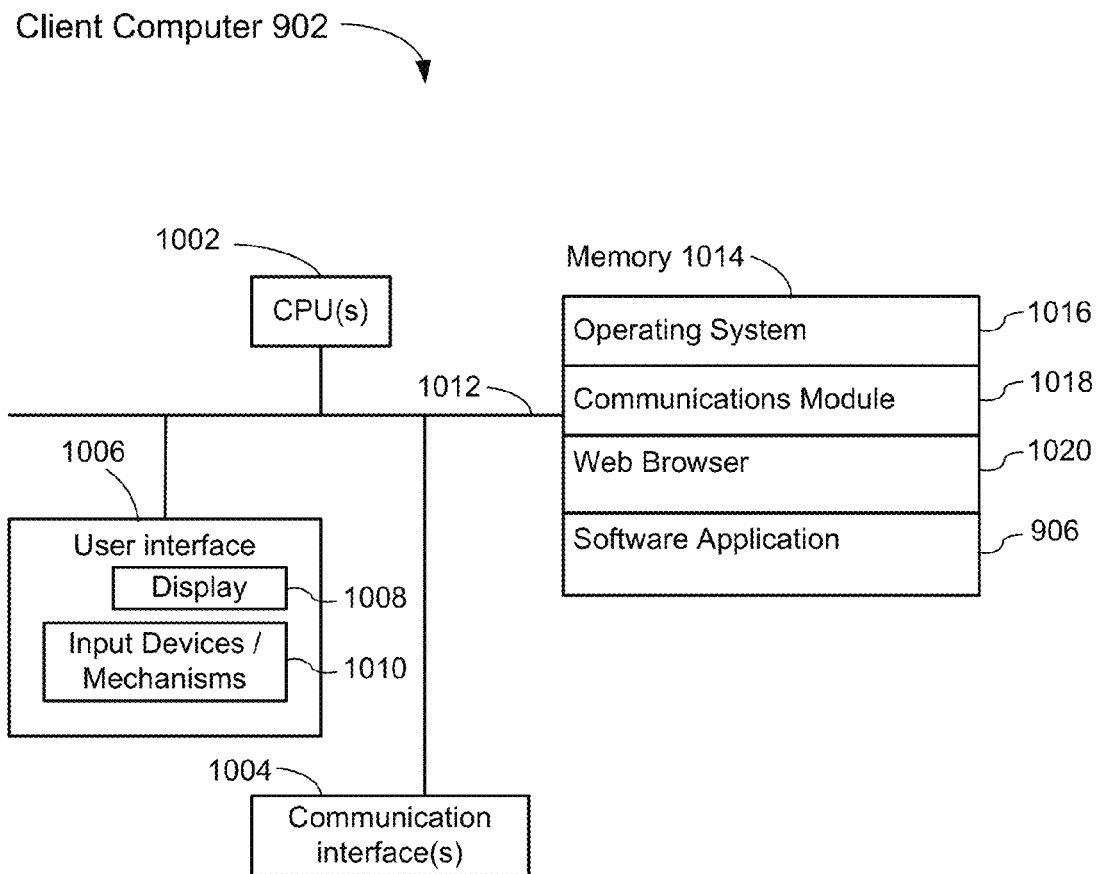 Client Computer 902
1002
CPU(s)
Memory 1014
Operating System
1016
Communications Module
1018
Web Browser
1020
Software Application
906
1012
1006
User interface
Display
1008
Input Devices /
Mechanisms
1010
1004
Communication
interface(s)